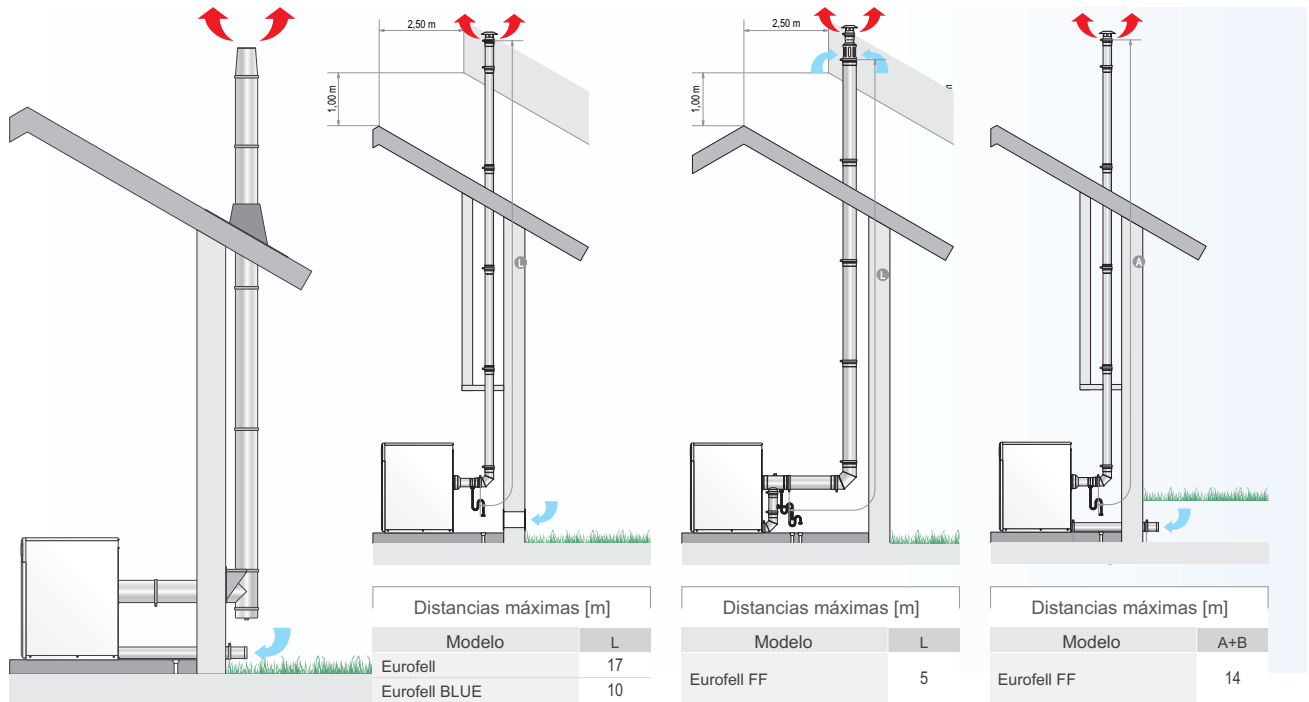 2,50 m
1,00 m
L
2,50 m
1,00 m
L
A
Distancias máximas [m]
Modelo L
Eurofell 17
Eurofell BLUE 10
Distancias máximas [m]
Modelo L
Eurofell FF 5
Distancias máximas [m]
Modelo A+B
Eurofell FF 14